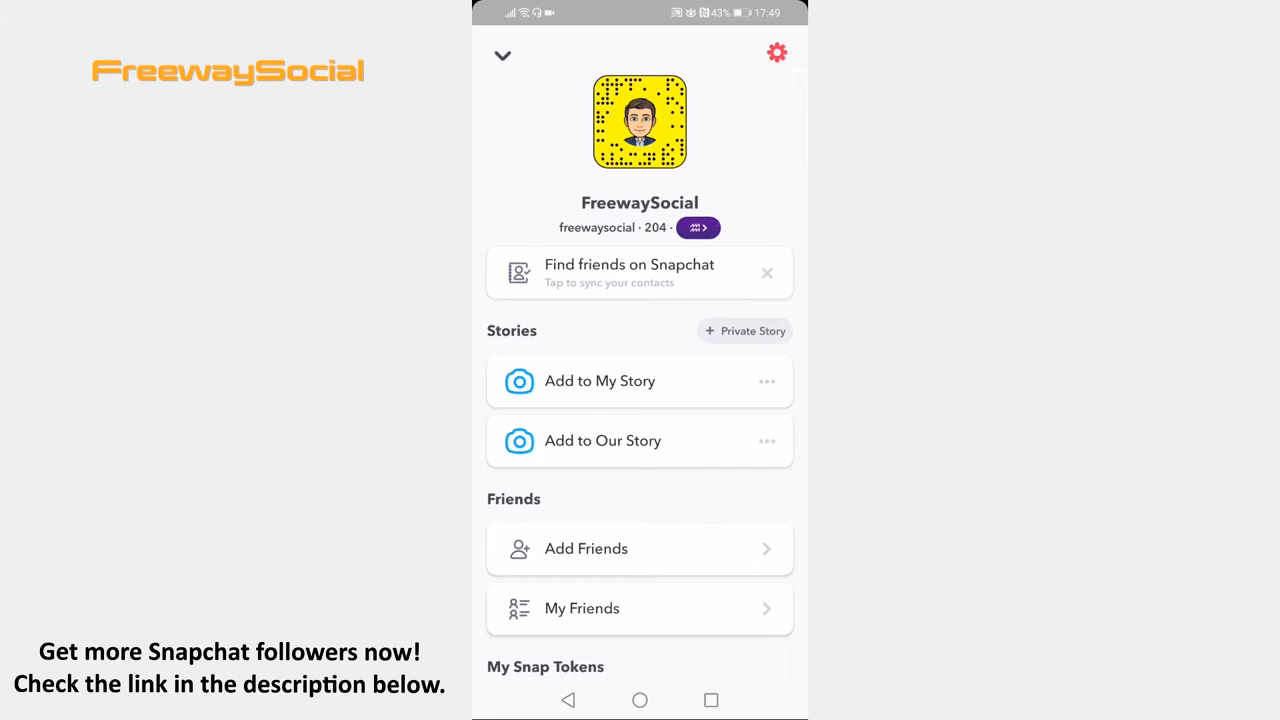 FreewaySocial
43% 17:49
FreewaySocial
freewaysocial · 204 ·
Find friends on Snapchat
Tap to sync your contacts
Stories
+ Private Story
Add to My Story
Add to Our Story
Friends
Add Friends
My Friends
My Snap Tokens
Get more Snapchat followers now!
Check the link in the description below.